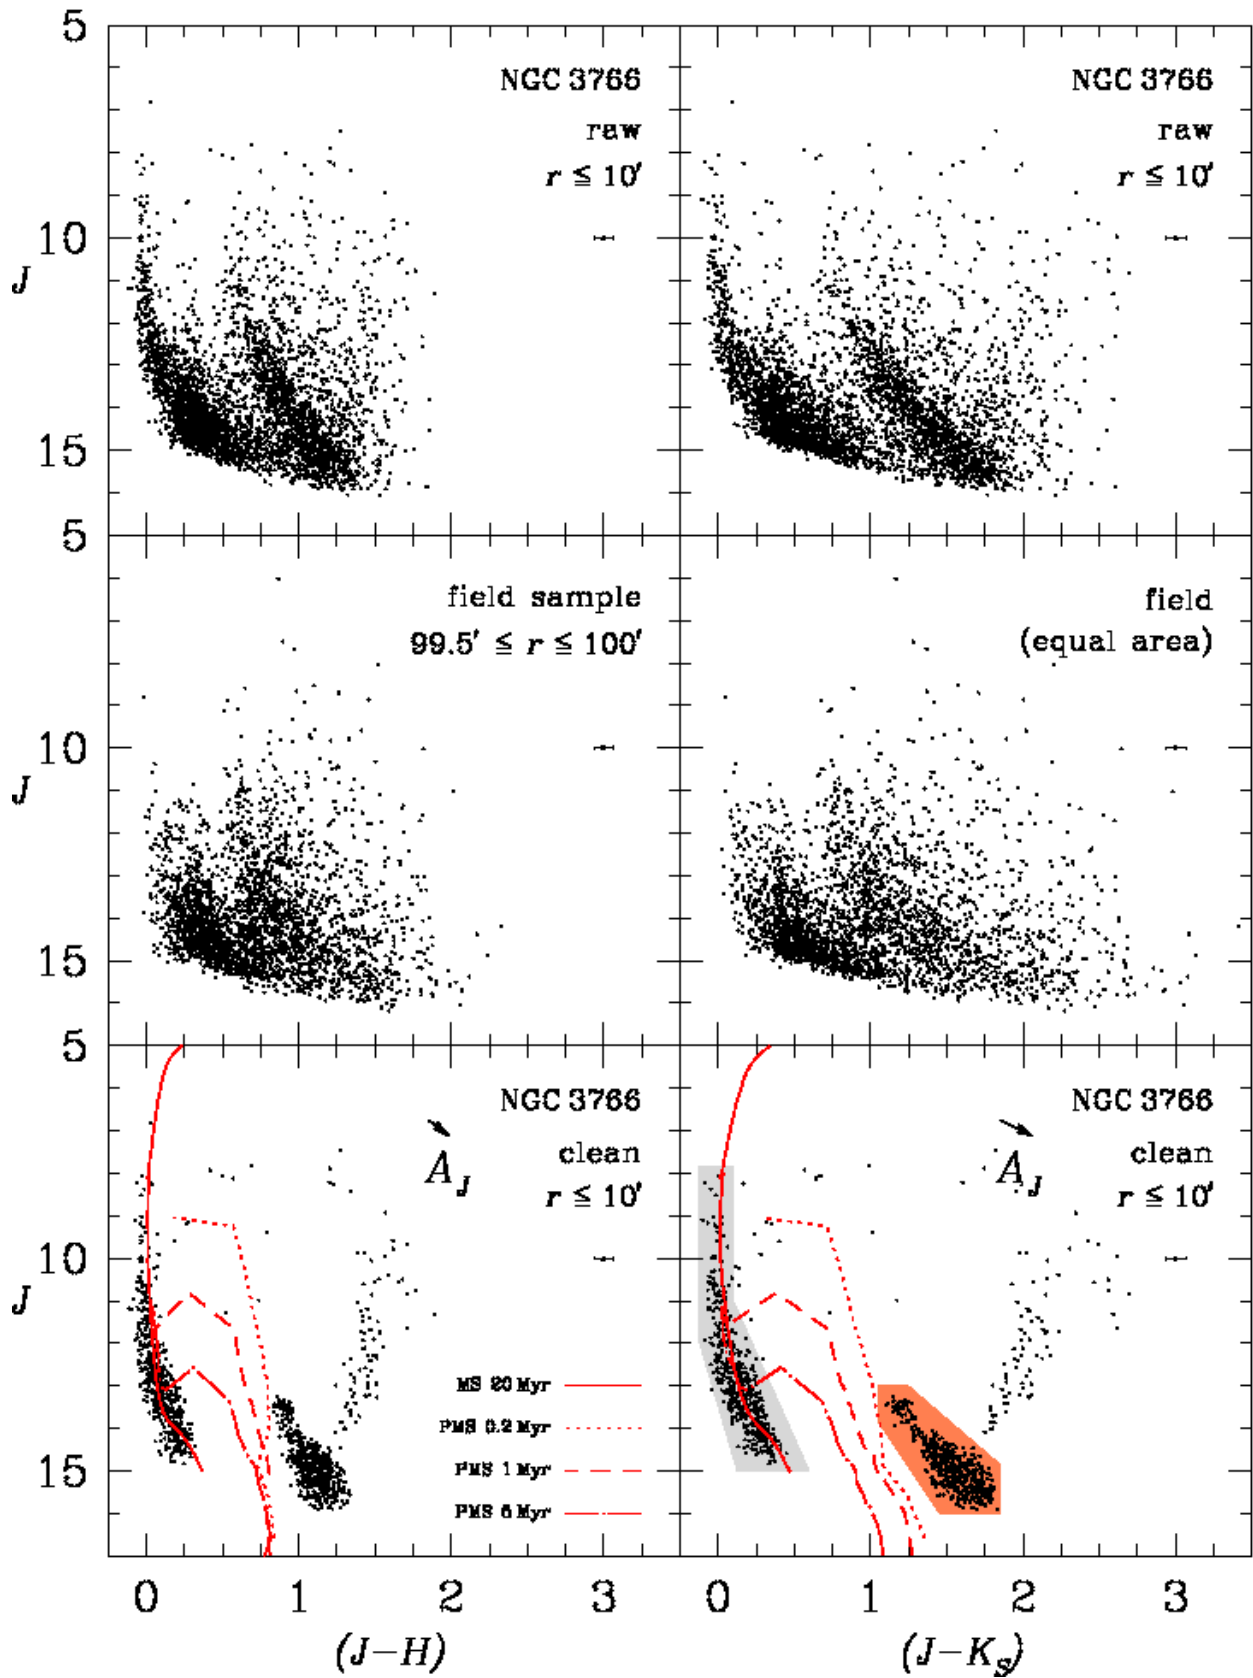 5
NGC 3766
NGC 3766
raw
raw
r ≦ 10′
r ≦ 10′
10
J
15
5
field sample
field
99.5′ ≦ r ≦ 100′
(equal area)
10
J
15
5
NGC 3766
NGC 3766
A_J
clean
A_J
clean
r ≦ 10′
r ≦ 10′
10
J
MS 20 Myr
PMS 0.2 Myr
15
PMS 1 Myr
PMS 5 Myr
0 1 2 3 0 1 2 3
(J−H) (J−K_S)